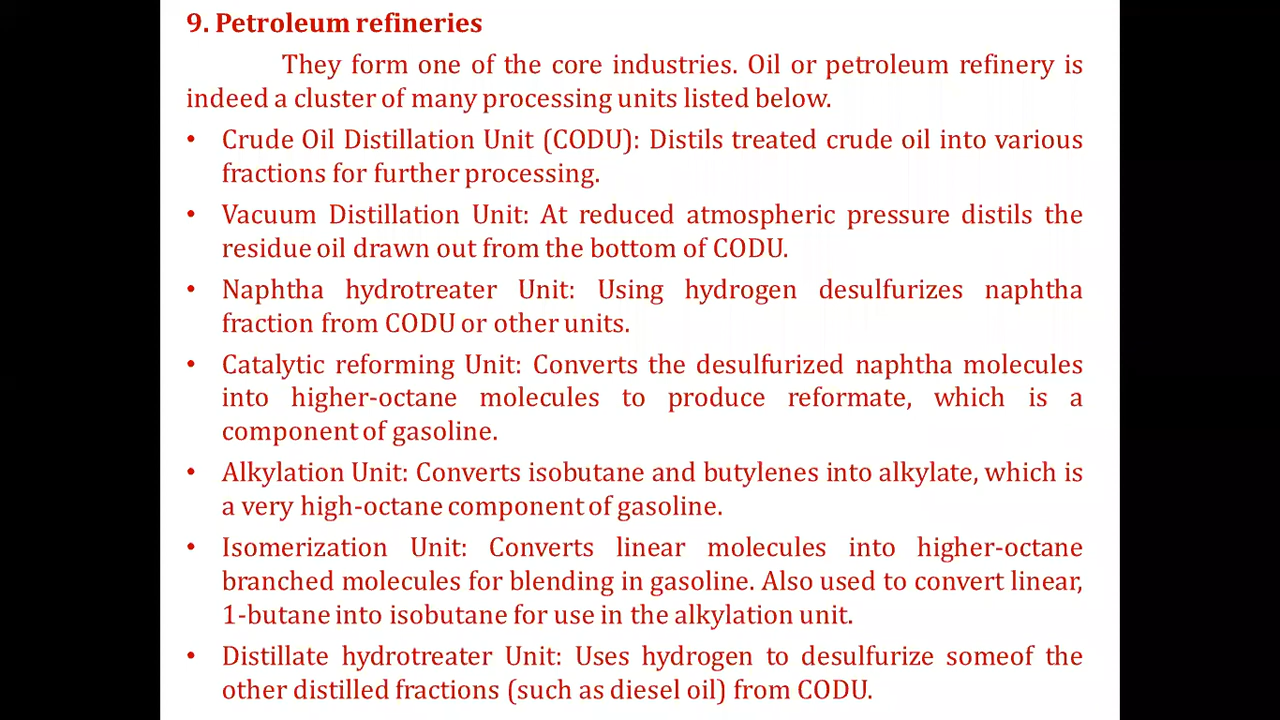 9. Petroleum refineries
They form one of the core industries. Oil or petroleum refinery is
indeed a cluster of many processing units listed below.
• Crude Oil Distillation Unit (CODU): Distils treated crude oil into various
fractions for further processing.
• Vacuum Distillation Unit: At reduced atmospheric pressure distils the
residue oil drawn out from the bottom of CODU.
• Naphtha hydrotreater Unit: Using hydrogen desulfurizes naphtha
fraction from CODU or other units.
• Catalytic reforming Unit: Converts the desulfurized naphtha molecules
into higher-octane molecules to produce reformate, which is a
component of gasoline.
• Alkylation Unit: Converts isobutane and butylenes into alkylate, which is
a very high-octane component of gasoline.
• Isomerization Unit: Converts linear molecules into higher-octane
branched molecules for blending in gasoline. Also used to convert linear,
1-butane into isobutane for use in the alkylation unit.
• Distillate hydrotreater Unit: Uses hydrogen to desulfurize someof the
other distilled fractions (such as diesel oil) from CODU.